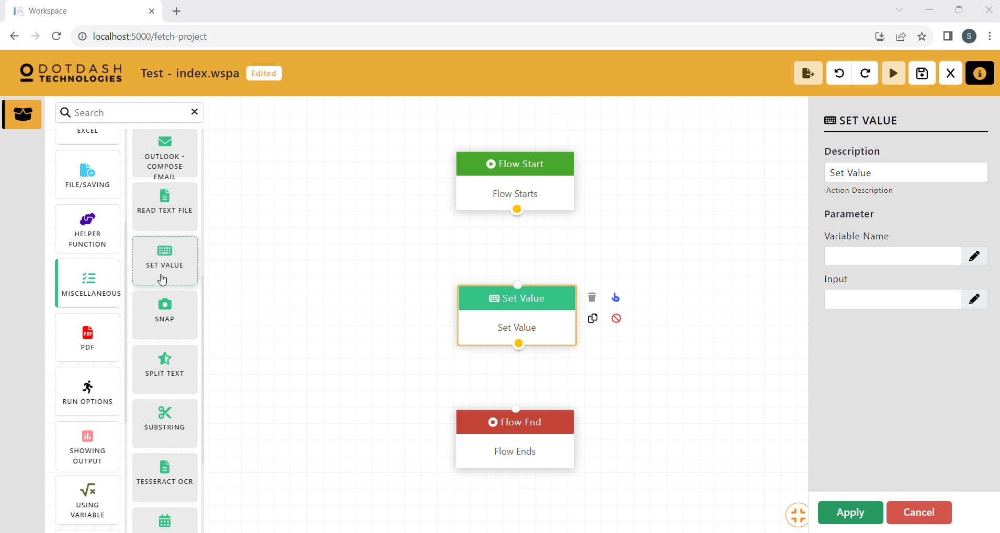 Workspace
localhost:5000/fetch-project
S
DOTDASH
TECHNOLOGIES
Test - index.wspa
Edited
Search
EXCEL
FILE/SAVING
HELPER
FUNCTION
MISCELLANEOUS
PDF
PDF
RUN OPTIONS
SHOWING
OUTPUT
USING
VARIABLE
OUTLOOK -
COMPOSE
EMAIL
READ TEXT FILE
SET VALUE
SNAP
SPLIT TEXT
SUBSTRING
TESSERACT OCR
Flow Start
Flow Starts
Set Value
Set Value
Flow End
Flow Ends
SET VALUE
Description
Set Value
Action Description
Parameter
Variable Name
Input
Apply
Cancel